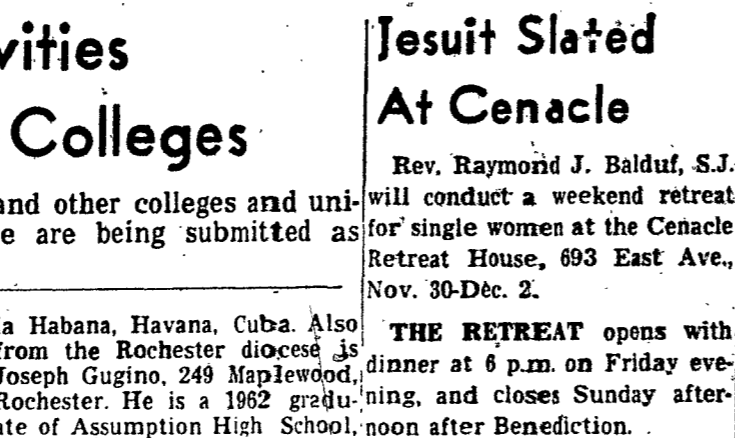 vities
Colleges
and other colleges and uni-
e are being submitted as
la Habana, Havana, Cuba. Also
from the Rochester diocese is
Joseph Gugino, 249 Maplewood,
Rochester. He is a 1962 gradu-
ate of Assumption High School,
Jesuit Slated
At Cenacle
Rev. Raymond J. Balduf, S.J.
will conduct a weekend retreat
for single women at the Cenacle
Retreat House, 693 East Ave.,
Nov. 30-Dec. 2.
THE RETREAT opens with
dinner at 6 p.m. on Friday eve-
ning, and closes Sunday after-
noon after Benediction.